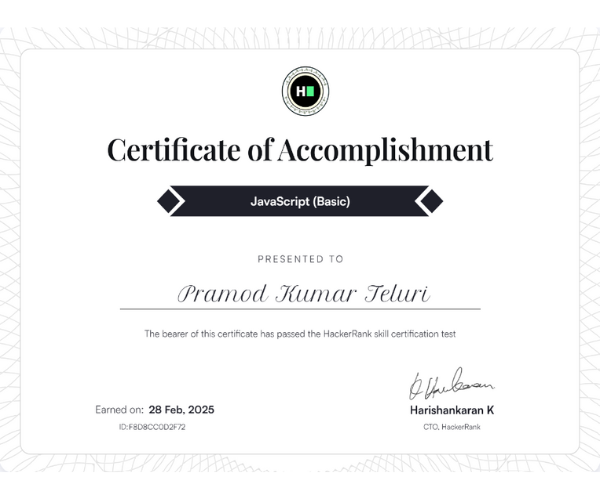 H
Certificate of Accomplishment
JavaScript (Basic)
PRESENTED TO
Pramod Kumar Teluri
The bearer of this certificate has passed the HackerRank skill certification test
Earned on: 28 Feb, 2025
ID:F8D8CC0D2F72
Harishankaran K
CTO, HackerRank